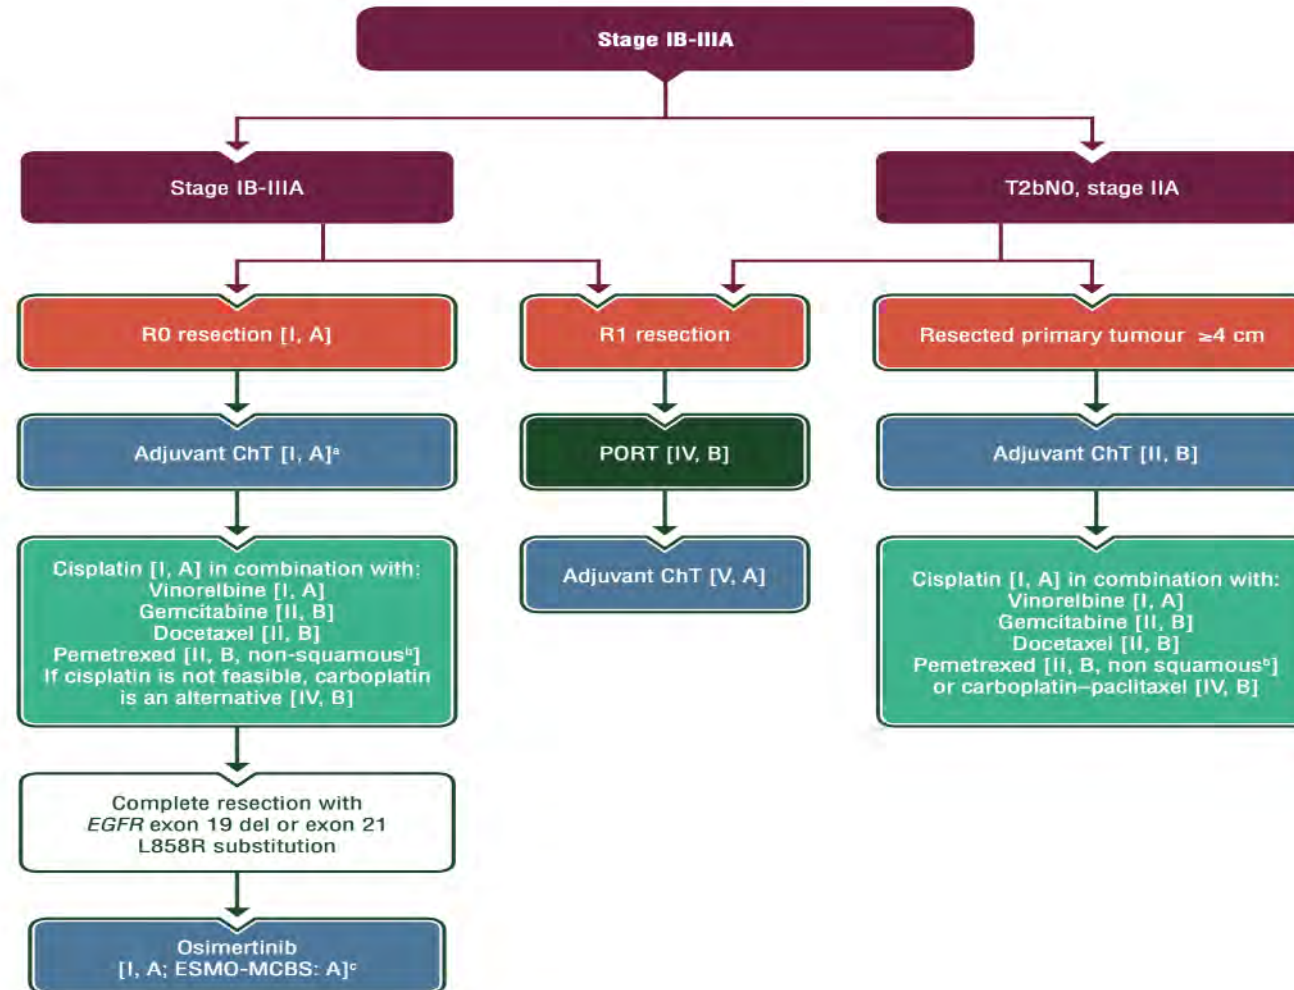 Stage IB-IIIA
Stage IB-IIIA
T2bN0, stage IIA
R0 resection [I, A]
R1 resection
Resected primary tumour ≥4 cm
Adjuvant ChT [I, A]ᵃ
PORT [IV, B]
Adjuvant ChT [II, B]
Cisplatin [I, A] in combination with:
Vinorelbine [I, A]
Gemcitabine [II, B]
Docetaxel [II, B]
Pemetrexed [II, B, non-squamousᵇ]
If cisplatin is not feasible, carboplatin
is an alternative [IV, B]
Adjuvant ChT [V, A]
Cisplatin [I, A] in combination with:
Vinorelbine [I, A]
Gemcitabine [II, B]
Docetaxel [II, B]
Pemetrexed [II, B, non squamousᵇ]
or carboplatin–paclitaxel [IV, B]
Complete resection with
EGFR exon 19 del or exon 21
L858R substitution
Osimertinib
[I, A; ESMO-MCBS: A]ᶜ